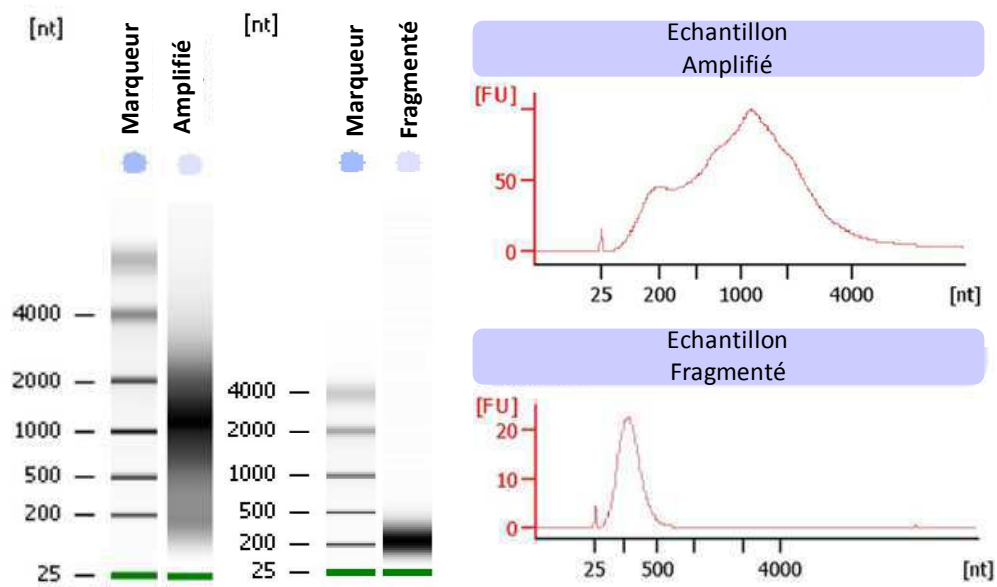 [nt]
Marqueur
Amplifié
4000
2000
1000
500
200
25
[nt]
Marqueur
Fragmenté
4000
2000
1000
500
200
25
Echantillon
Amplifié
[FU]
50
0
25 200 1000 4000 [nt]
Echantillon
Fragmenté
[FU]
20
10
0
25 500 4000 [nt]